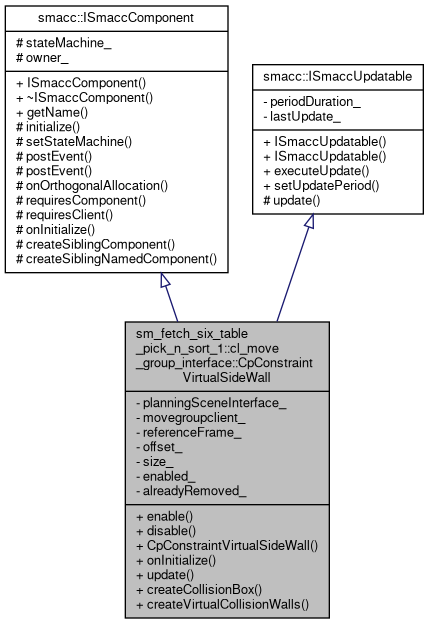 smacc::ISmaccComponent
# stateMachine_
# owner_
+ ISmaccComponent()
+ ~ISmaccComponent()
+ getName()
# initialize()
# setStateMachine()
# postEvent()
# postEvent()
# onOrthogonalAllocation()
# requiresComponent()
# requiresClient()
# onInitialize()
# createSiblingComponent()
# createSiblingNamedComponent()
smacc::ISmaccUpdatable
- periodDuration_
- lastUpdate_
+ ISmaccUpdatable()
+ ISmaccUpdatable()
+ executeUpdate()
+ setUpdatePeriod()
# update()
sm_fetch_six_table
_pick_n_sort_1::cl_move
_group_interface::CpConstraint
VirtualSideWall
- planningSceneInterface_
- movegroupclient_
- referenceFrame_
- offset_
- size_
- enabled_
- alreadyRemoved_
+ enable()
+ disable()
+ CpConstraintVirtualSideWall()
+ onInitialize()
+ update()
+ createCollisionBox()
+ createVirtualCollisionWalls()